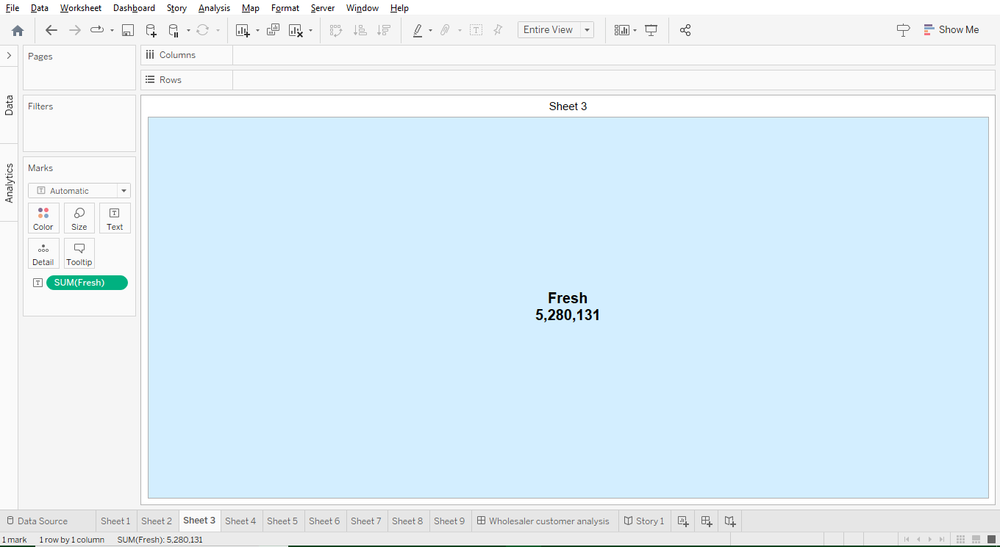 File Data Worksheet Dashboard Story Analysis Map Format Server Window Help
Entire View Show Me
Pages
Columns
Rows
Data
Analytics
Filters
Marks
Automatic
Color Size Text
Detail Tooltip
SUM(Fresh)
Sheet 3
Fresh
5,280,131
Data Source Sheet 1 Sheet 2 Sheet 3 Sheet 4 Sheet 5 Sheet 6 Sheet 7 Sheet 8 Sheet 9 Wholesaler customer analysis Story 1
1 mark 1 row by 1 column SUM(Fresh): 5,280,131